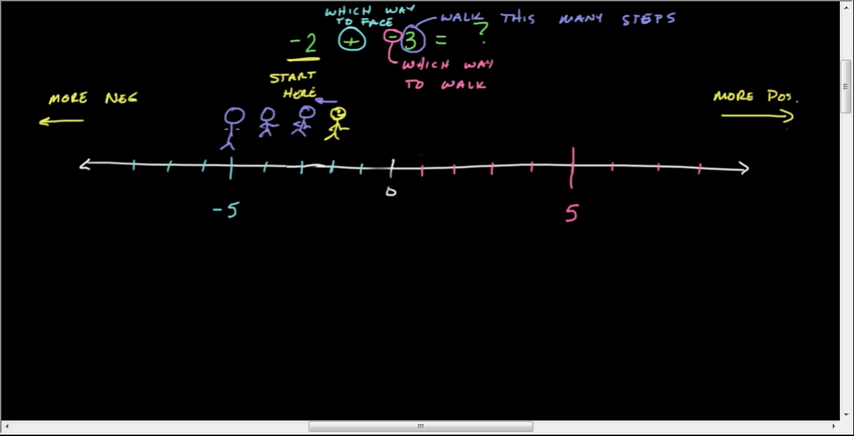 WHICH WAY
TO FACE
WALK THIS MANY STEPS
-2 + -3 = ?
START
HERE
WHICH WAY
TO WALK
MORE NEG
MORE POS.
0
-5
5